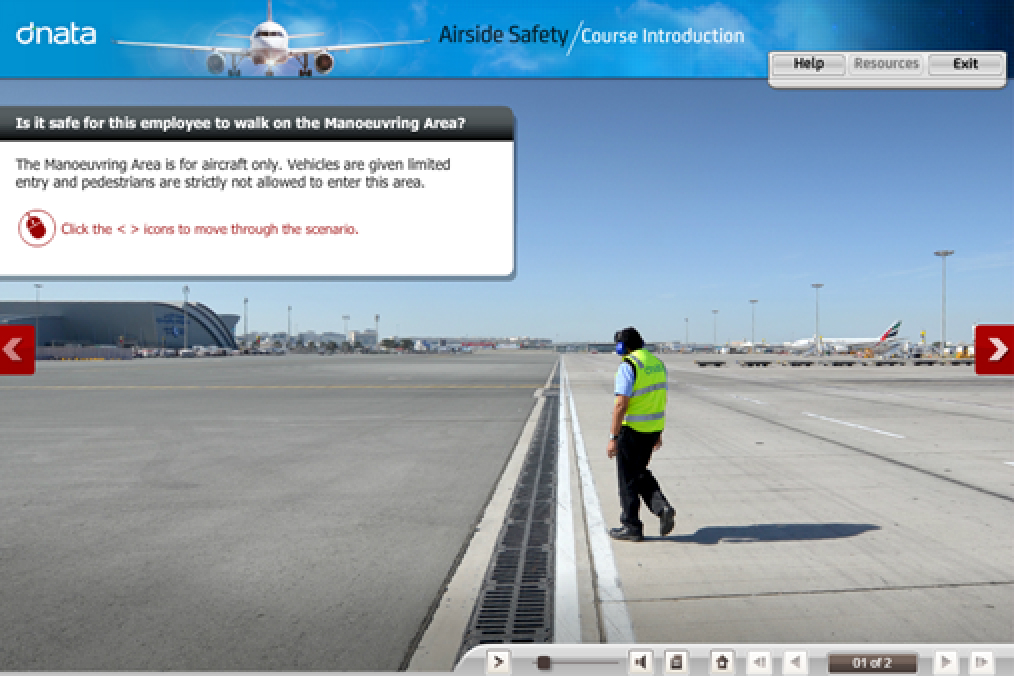 dnata
Airside Safety/Course Introduction
Help
Resources
Exit
Is it safe for this employee to walk on the Manoeuvring Area?
The Manoeuvring Area is for aircraft only. Vehicles are given limited
entry and pedestrians are strictly not allowed to enter this area.
Click the < > icons to move through the scenario.
dnata
01 of 2